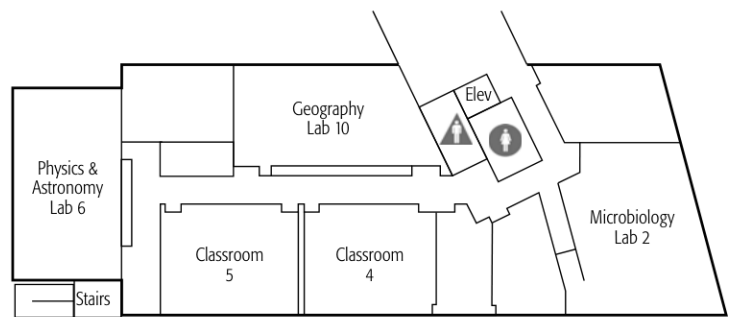 Elev
Geography
Lab 10
Physics &
Astronomy
Lab 6
Microbiology
Lab 2
Classroom
5
Classroom
4
Stairs